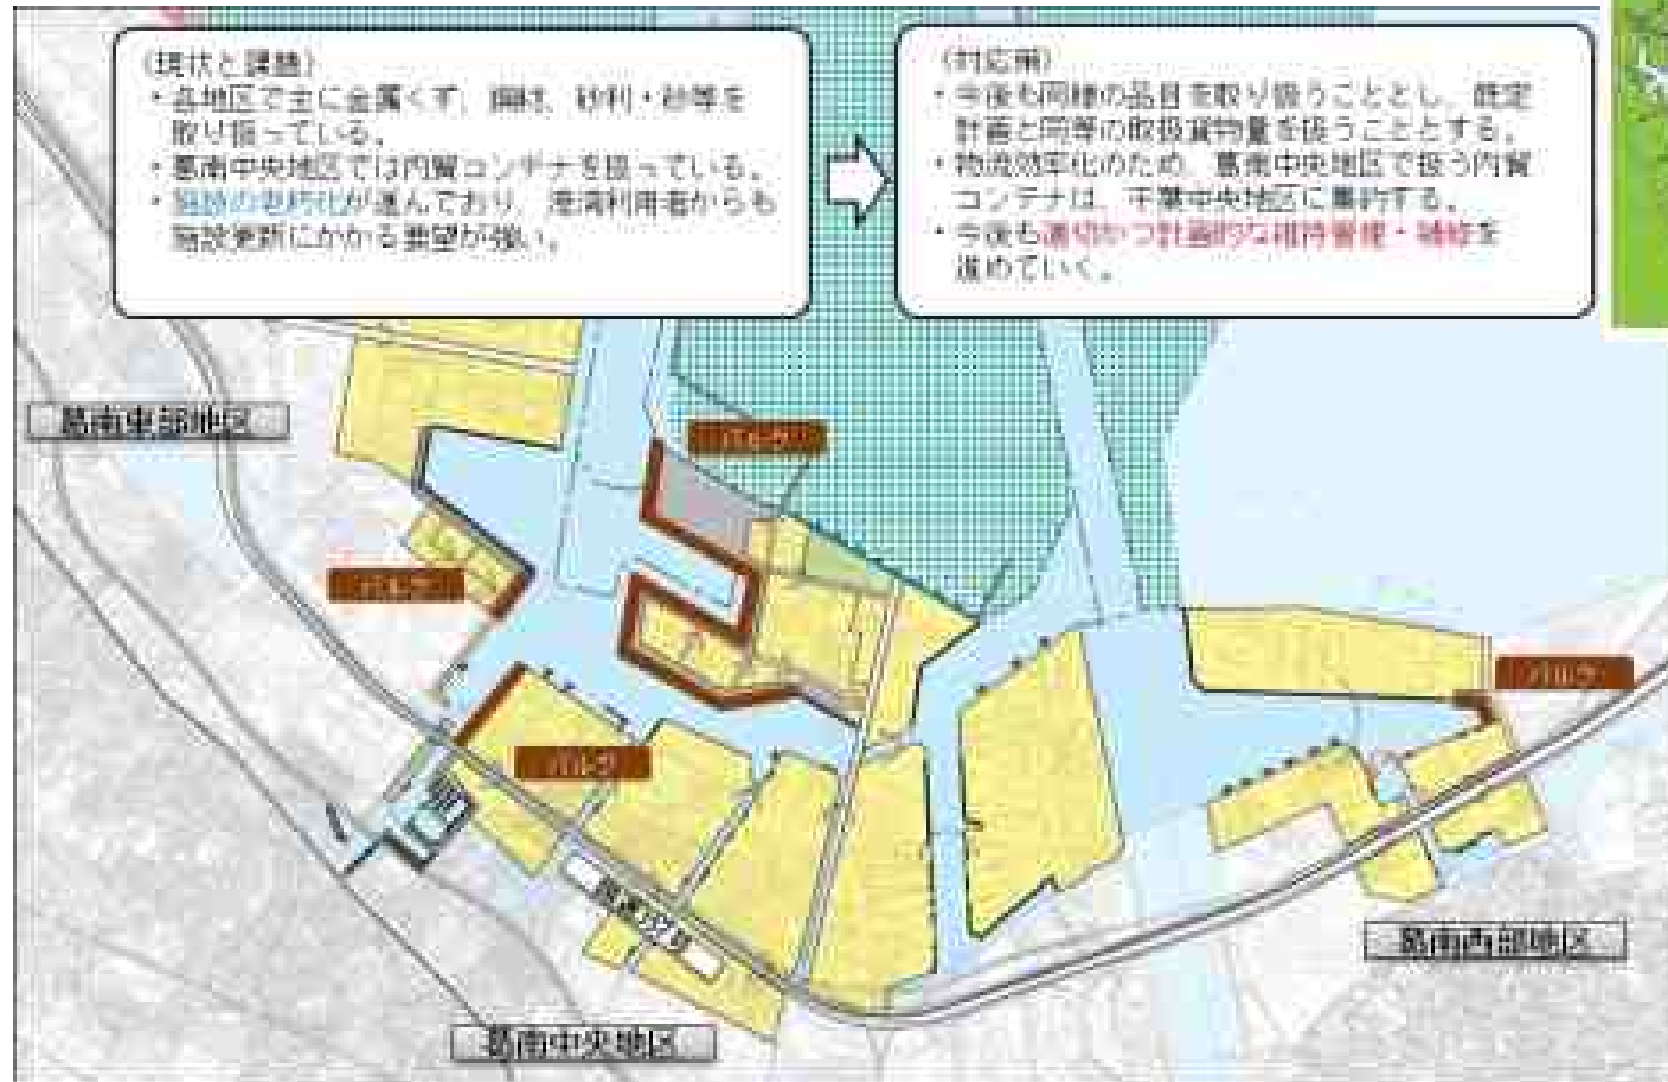 (現状と課題)
・各地区で主に金属くず、鋼材、砂利・砂等を
取り扱っている。
・葛南中央地区では内貿コンテナを扱っている。
・施設の老朽化が進んでおり、港湾利用者からも
施設更新にかかる要望が強い。
(対応策)
・今後も同様の品目を取り扱うこととし、既定
計画と同等の取扱貨物量を扱うこととする。
・物流効率化のため、葛南中央地区で扱う内貿
コンテナは、千葉中央地区に集約する。
・今後も適切かつ計画的な維持管理・補修を
進めていく。
葛南東部地区
バルク
バルク
バルク
バルク
葛南西部地区
葛南中央地区